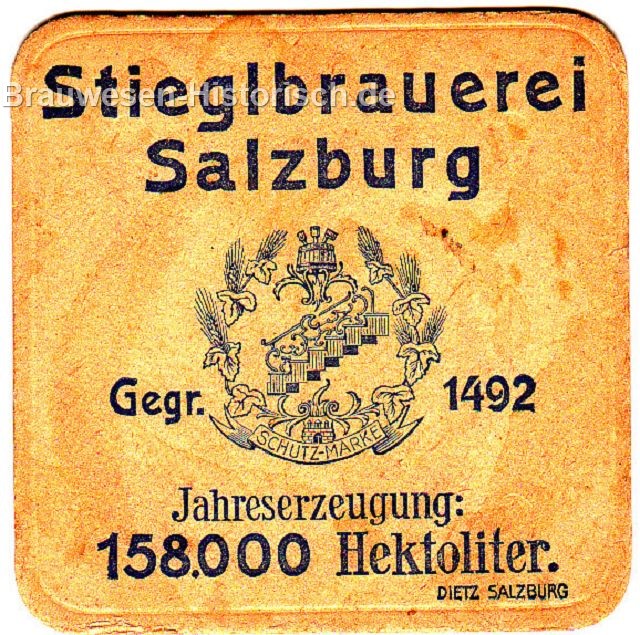 Stieglbrauerei
Brauwesen-Historisch.de
Salzburg
Gegr. 1492
SCHUTZ-MARKE
Jahreserzeugung:
158.000 Hektoliter.
DIETZ SALZBURG